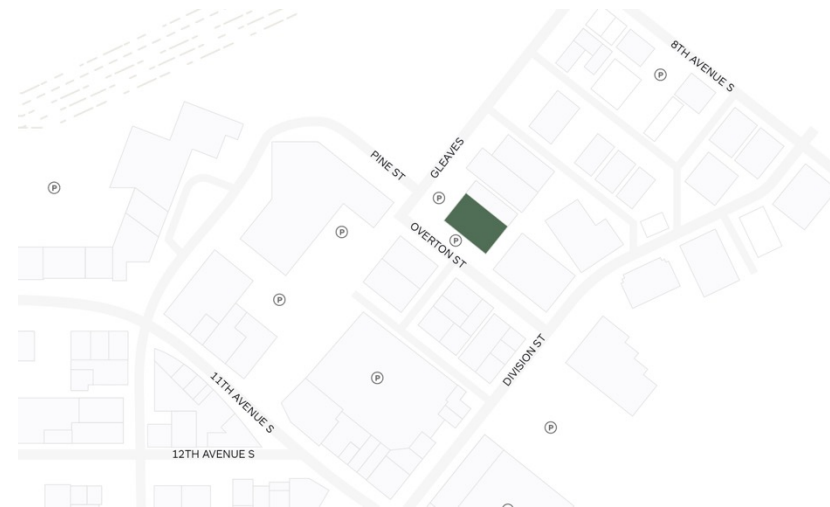 8TH AVENUE S
P
GLEAVES
PINE ST
P
P
P
P
OVERTON ST
P
P
DIVISION ST
11TH AVENUE S
P
P
12TH AVENUE S